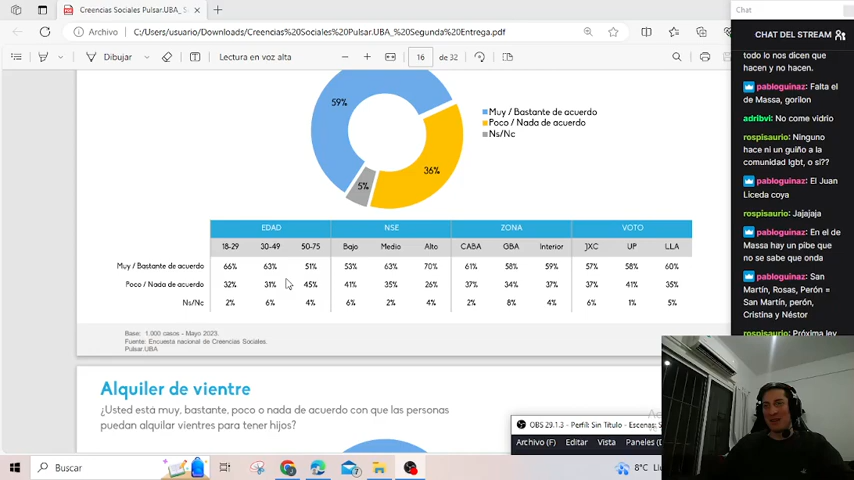 Creencias Sociales Pulsar.UBA_ S
Chat
Archivo
C:/Users/usuario/Downloads/Creencias%20Sociales%20Pulsar.UBA_%20Segunda%20Entrega.pdf
CHAT DEL STREAM
Dibujar
Lectura en voz alta
16
de 32
todo lo nos dicen que
hacen y no hacen.
pabloguinaz: Falta el
de Massa, gorilon
adribvi: No come vidrio
rospisaurio: Ninguno
hace ni un guiño a la
comunidad lgbt, o si??
pabloguinaz: El Juan
Liceda coya
rospisaurio: Jajajaja
pabloguinaz: En el de
Massa hay un pibe que
no se sabe que onda
pabloguinaz: San
Martín, Rosas, Perón =
San Martín, perón,
Cristina y Néstor
rospisaurio: Próxima ley
59%
36%
5%
Muy / Bastante de acuerdo
Poco / Nada de acuerdo
Ns/Nc
EDAD NSE ZONA VOTO
18-29 30-49 50-75 Bajo Medio Alto CABA GBA Interior JXC UP LLA
Muy / Bastante de acuerdo 66% 63% 51% 53% 63% 70% 61% 58% 59% 57% 58% 60%
Poco / Nada de acuerdo 32% 31% 45% 41% 35% 26% 37% 34% 37% 37% 41% 35%
Ns/Nc 2% 6% 4% 6% 2% 4% 2% 8% 4% 6% 1% 5%
Base: 1.000 casos - Mayo 2023.
Fuente: Encuesta nacional de Creencias Sociales.
Pulsar.UBA
Alquiler de vientre
¿Usted esta muy, bastante, poco o nada de acuerdo con que las personas
puedan alquilar vientres para tener hijos?
OBS 29.1.3 - Perfil: Sin Título - Escenas:
Archivo (F) Editar Vista Paneles (D
Buscar
8°C